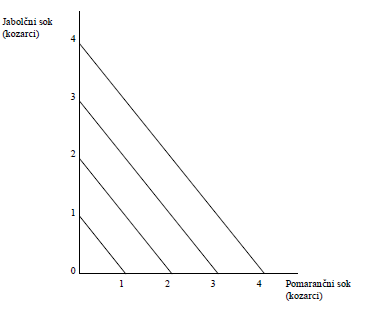 Jabolčni sok
(kozarci)
4
3
2
1
0
1 2 3 4
Pomarančni sok
(kozarci)